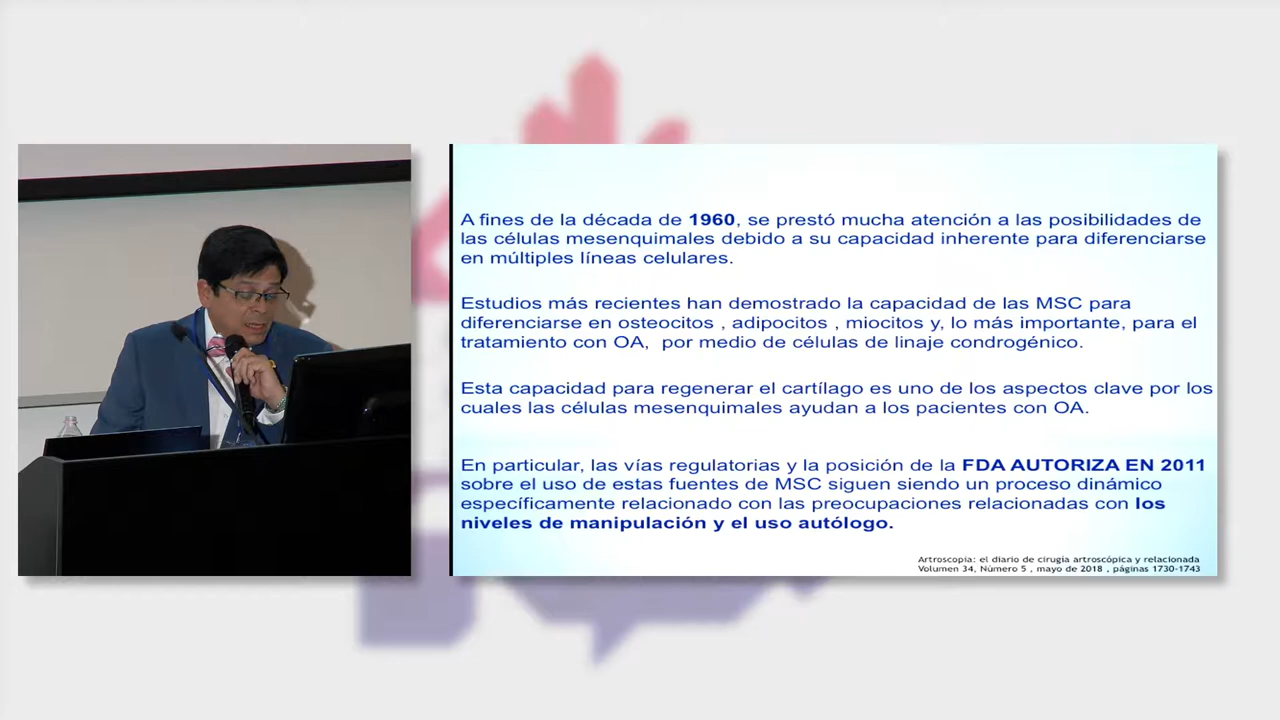 A fines de la década de 1960, se prestó mucha atención a las posibilidades de
las células mesenquimales debido a su capacidad inherente para diferenciarse
en múltiples líneas celulares.
Estudios más recientes han demostrado la capacidad de las MSC para
diferenciarse en osteocitos , adipocitos , miocitos y, lo más importante, para el
tratamiento con OA, por medio de células de linaje condrogénico.
Esta capacidad para regenerar el cartílago es uno de los aspectos clave por los
cuales las células mesenquimales ayudan a los pacientes con OA.
En particular, las vías regulatorias y la posición de la FDA AUTORIZA EN 2011
sobre el uso de estas fuentes de MSC siguen siendo un proceso dinámico
específicamente relacionado con las preocupaciones relacionadas con los
niveles de manipulación y el uso autólogo.
Artroscopia: el diario de cirugía artroscópica y relacionada
Volumen 34, Número 5 , mayo de 2018 , páginas 1730-1743